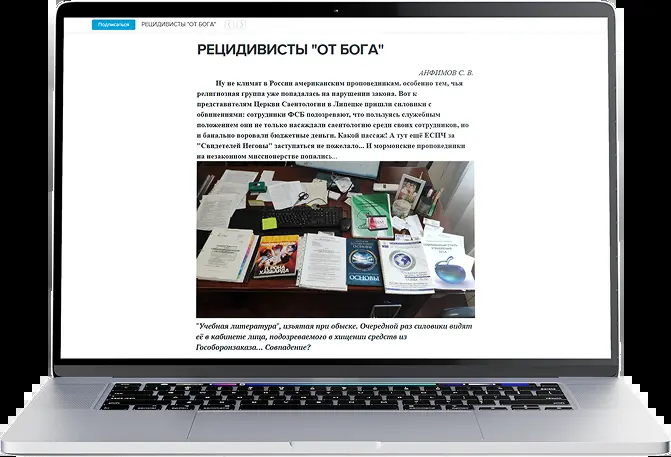 Подписаться РЕЦИДИВИСТЫ "ОТ БОГА"
РЕЦИДИВИСТЫ "ОТ БОГА"
АНФИМОВ С. В.
Ну не климат в России американским проповедникам, особенно тем, чья
религиозная группа уже попадалась на нарушении закона. Вот к
представителям Церкви Саентологии в Липецке пришли силовики с
обвинениями: сотрудники ФСБ подозревают, что пользуясь служебным
положением они не только насаждали саентологию среди своих сотрудников, но
и банально воровали бюджетные деньги. Какой пассаж! А тут ещё ЕСПЧ за
"Свидетелей Иеговы" заступаться не пожелало... И мормонские проповедники
на незаконном миссионерстве попались...
ОСНОВЫ
"Учебная литература", изъятая при обыске. Очередной раз силовики видят
её в кабинете лица, подозреваемого в хищении средств из
Гособоронзаказа... Совпадение?